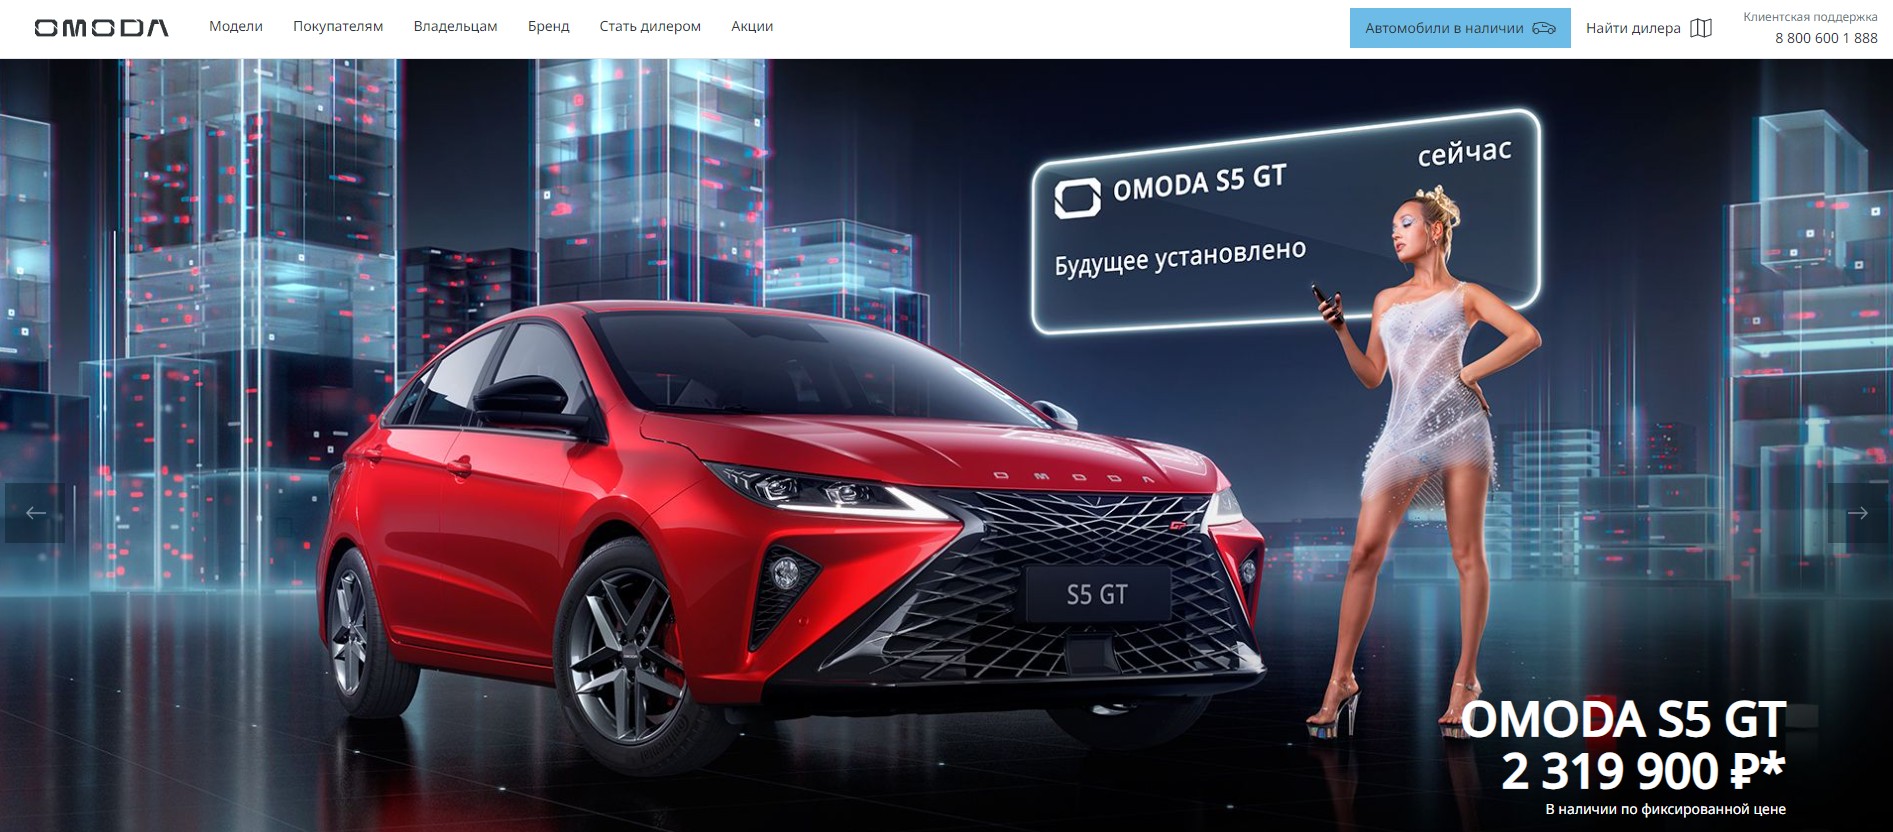 OMODA
Модели
Покупателям
Владельцам
Бренд
Стать дилером
Акции
Автомобили в наличии
Найти дилера
Клиентская поддержка
8 800 600 1 888
OMODA S5 GT
сейчас
Будущее установлено
OMODA
GT
S5 GT
OMODA S5 GT
2 319 900 ₽*
В наличии по фиксированной цене